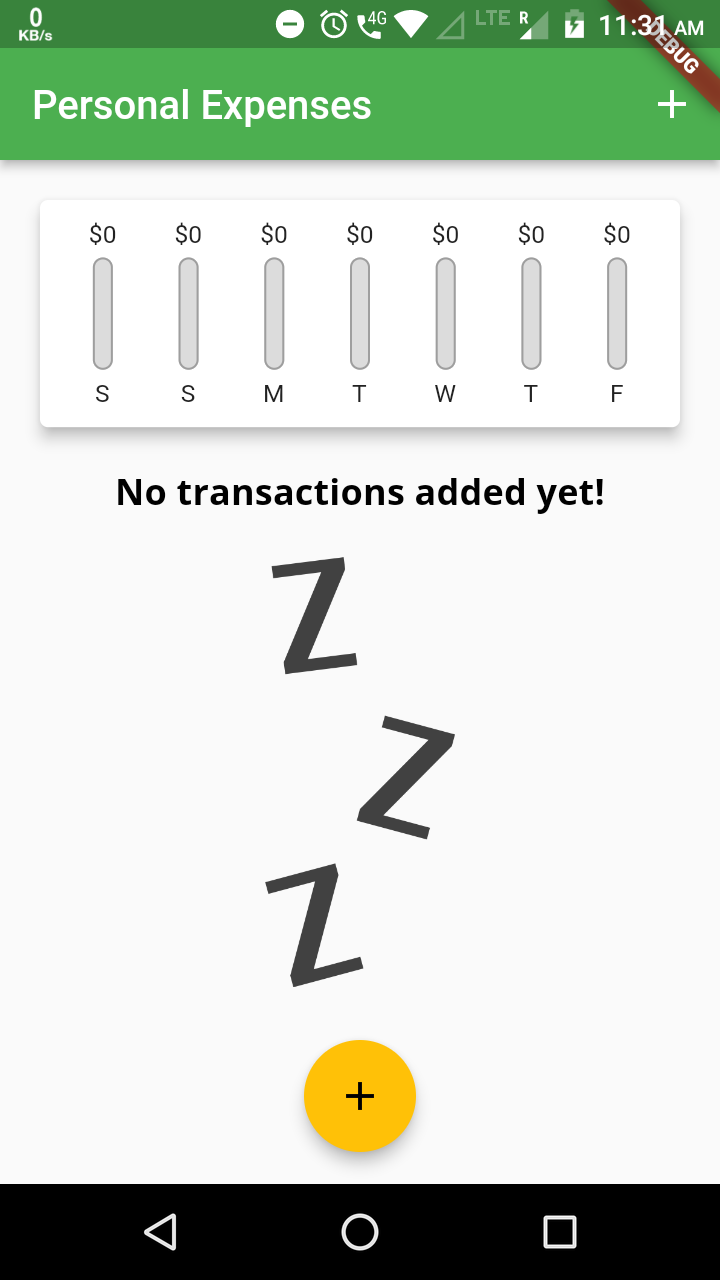 0
KB/s
4G
LTE
R
11:31 AM
DEBUG
Personal Expenses
$0 $0 $0 $0 $0 $0 $0
S S M T W T F
No transactions added yet!
Z
Z
Z